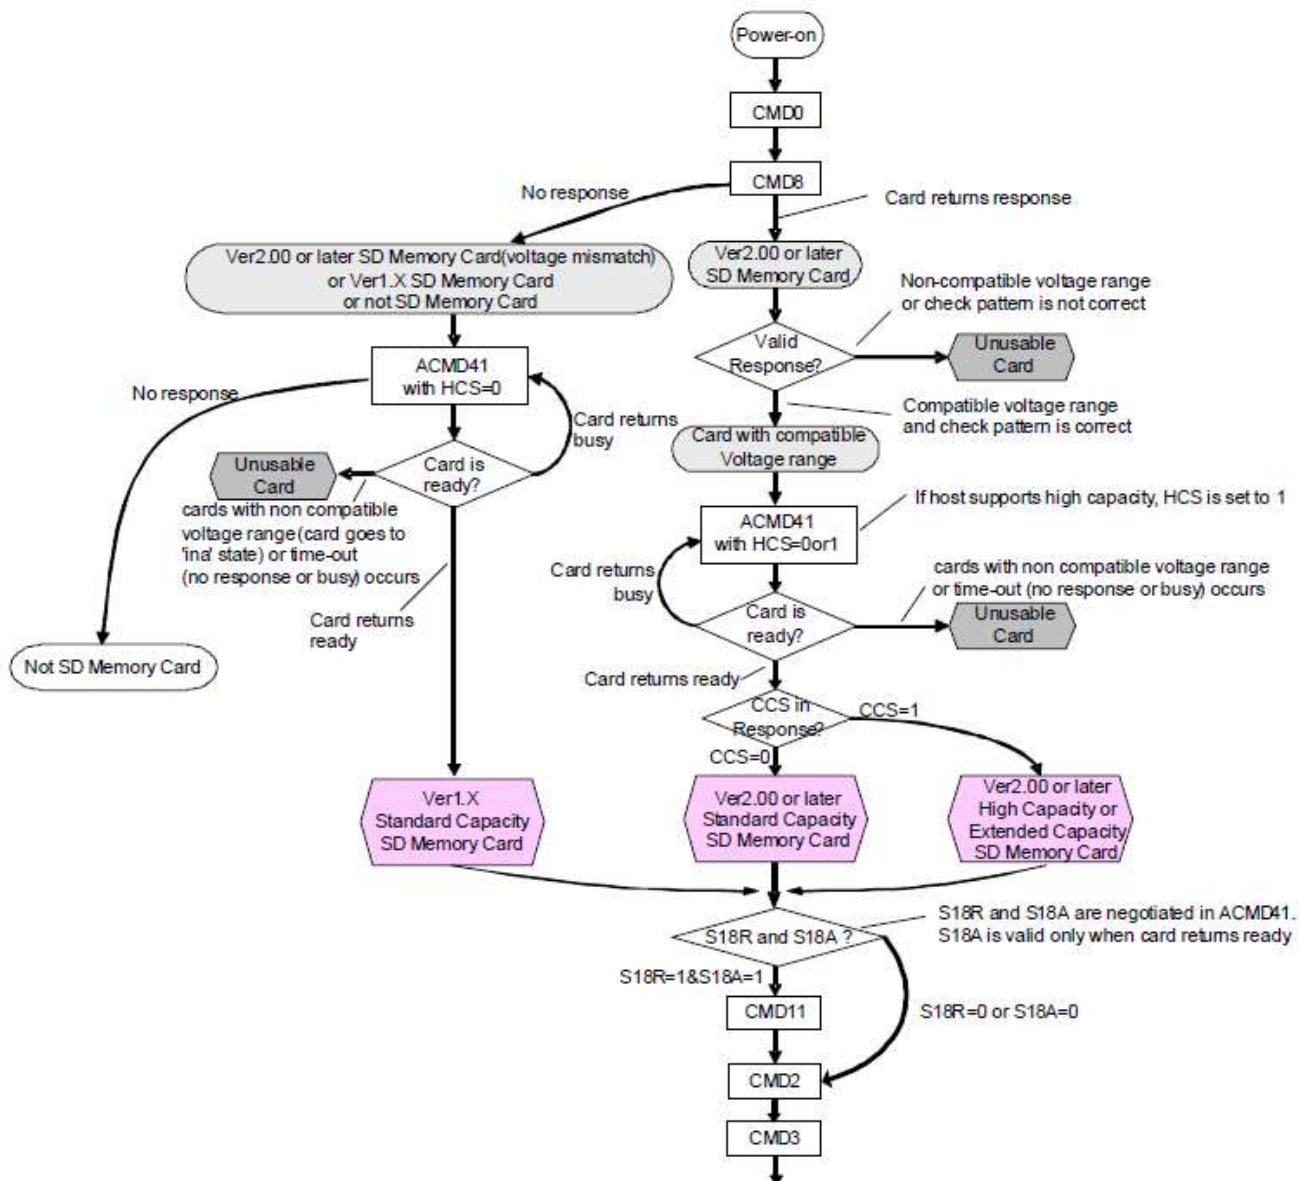 Power-on
CMD0
CMD8
No response
Card returns response
Ver2.00 or later SD Memory Card(voltage mismatch)
or Ver1.X SD Memory Card
or not SD Memory Card
Ver2.00 or later
SD Memory Card
Non-compatible voltage range
or check pattern is not correct
Valid
Response?
Unusable
Card
ACMD41
with HCS=0
No response
Card returns
busy
Compatible voltage range
and check pattern is correct
Card with compatible
Voltage range
Unusable
Card
Card is
ready?
cards with non compatible
voltage range (card goes to
'ina' state) or time-out
(no response or busy) occurs
If host supports high capacity, HCS is set to 1
ACMD41
with HCS=0or1
Card returns
busy
cards with non compatible voltage range
or time-out (no response or busy) occurs
Card is
ready?
Unusable
Card
Card returns
ready
Not SD Memory Card
Card returns ready
CCS in
Response?
CCS=1
CCS=0
Ver1.X
Standard Capacity
SD Memory Card
Ver2.00 or later
Standard Capacity
SD Memory Card
Ver2.00 or later
High Capacity or
Extended Capacity
SD Memory Card
S18R and S18A ?
S18R and S18A are negotiated in ACMD41.
S18A is valid only when card returns ready
S18R=1&S18A=1
S18R=0 or S18A=0
CMD11
CMD2
CMD3